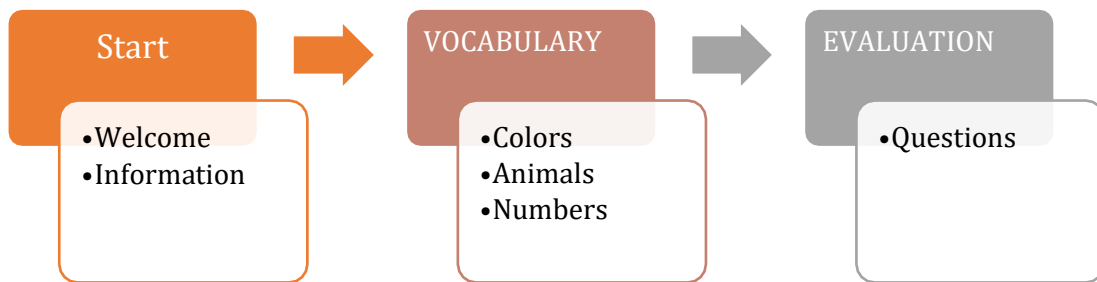 Start
•Welcome
•Information
VOCABULARY
•Colors
•Animals
•Numbers
EVALUATION
•Questions